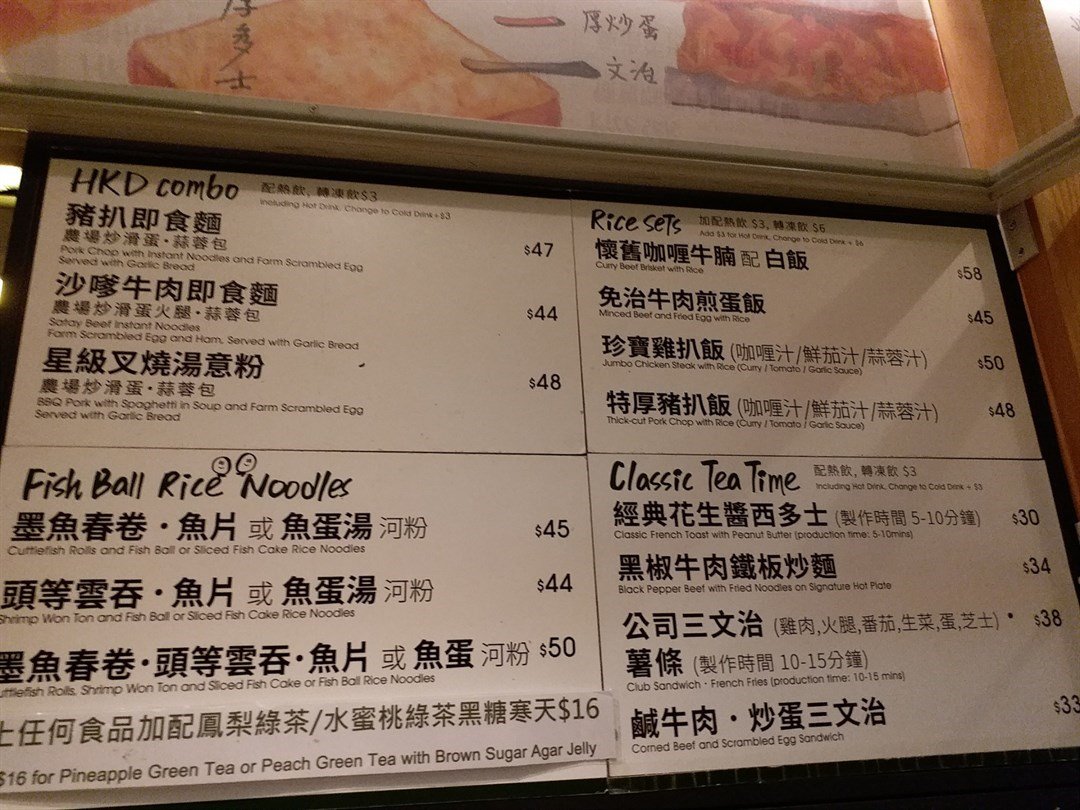 厚多士
厚炒蛋
文治
HKD combo 配熱飲, 轉凍飲$3
Including Hot Drink, Change to Cold Drink+$3
豬扒即食麵
農場炒滑蛋·蒜蓉包 $47
Pork Chop with Instant Noodles and Farm Scrambled Egg
Served with Garlic Bread
沙嗲牛肉即食麵
農場炒滑蛋火腿·蒜蓉包 $44
Satay Beef Instant Noodles
Farm Scrambled Egg and Ham, Served with Garlic Bread
星級叉燒湯意粉
農場炒滑蛋·蒜蓉包 $48
BBQ Pork with Spaghetti in Soup and Farm Scrambled Egg
Served with Garlic Bread
Rice Sets 加配熱飲 $3, 轉凍飲 $6
Add $3 for Hot Drink, Change to Cold Drink + $6
懷舊咖喱牛腩 配 白飯 $58
Curry Beef Brisket with Rice
免治牛肉煎蛋飯 $45
Minced Beef and Fried Egg with Rice
珍寶雞扒飯 (咖喱汁/鮮茄汁/蒜蓉汁) $50
Jumbo Chicken Steak with Rice (Curry / Tomato / Garlic Sauce)
特厚豬扒飯 (咖喱汁/鮮茄汁/蒜蓉汁) $48
Thick-cut Pork Chop with Rice (Curry / Tomato / Garlic Sauce)
Fish Ball Rice Noodles
墨魚春卷·魚片 或 魚蛋湯 河粉 $45
Cuttlefish Rolls and Fish Ball or Sliced Fish Cake Rice Noodles
頭等雲吞·魚片 或 魚蛋湯 河粉 $44
Shrimp Won Ton and Fish Ball or Sliced Fish Cake Rice Noodles
墨魚春卷·頭等雲吞·魚片 或 魚蛋 河粉 $50
Cuttlefish Rolls, Shrimp Won Ton and Sliced Fish Cake or Fish Ball Rice Noodles
上任何食品加配鳳梨綠茶/水蜜桃綠茶黑糖寒天$16
$16 for Pineapple Green Tea or Peach Green Tea with Brown Sugar Agar Jelly
Classic Tea Time 配熱飲, 轉凍飲 $3
Including Hot Drink, Change to Cold Drink + $3
經典花生醬西多士 (製作時間 5-10分鐘) $30
Classic French Toast with Peanut Butter (production time: 5-10mins)
黑椒牛肉鐵板炒麵 $34
Black Pepper Beef with Fried Noodles on Signature Hot Plate
公司三文治 (雞肉,火腿,番茄,生菜,蛋,芝士)· $38
薯條 (製作時間 10-15分鐘)
Club Sandwich · French Fries (production time: 10-15 mins)
鹹牛肉·炒蛋三文治 $33
Corned Beef and Scrambled Egg Sandwich